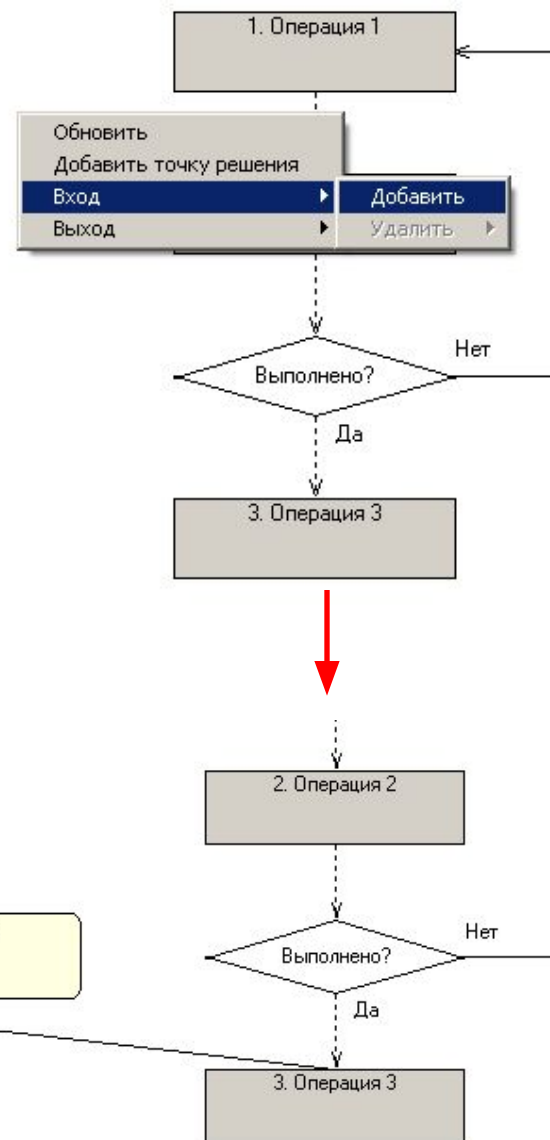 1. Операция 1
Обновить
Добавить точку решения
Вход
Добавить
Выход
Удалить
Нет
Выполнено?
Да
3. Операция 3
2. Операция 2
Нет
Выполнено?
Да
3. Операция 3